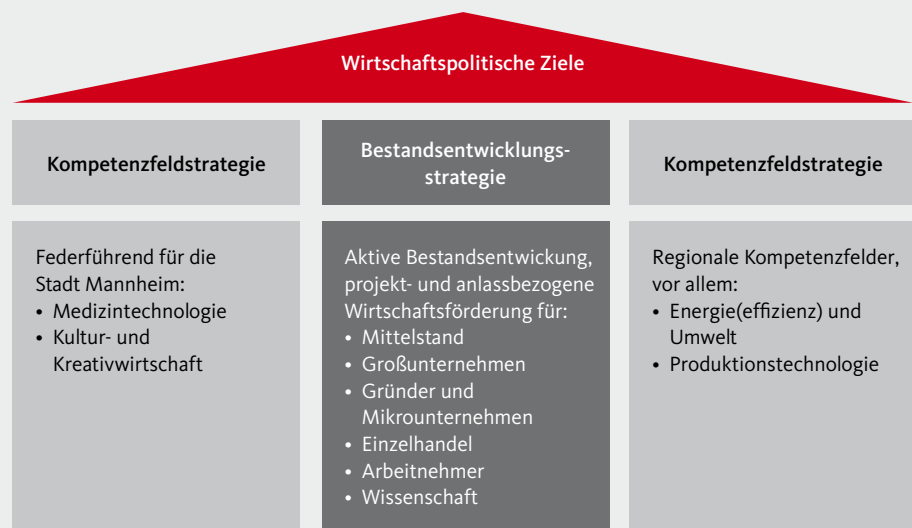 Wirtschaftspolitische Ziele
Kompetenzfeldstrategie
Federführend für die
Stadt Mannheim:
• Medizintechnologie
• Kultur- und
Kreativwirtschaft
Bestandsentwicklungs-
strategie
Aktive Bestandsentwickung,
projekt- und anlassbezogene
Wirtschaftsförderung für:
• Mittelstand
• Großunternehmen
• Gründer und
Mikrounternehmen
• Einzelhandel
• Arbeitnehmer
• Wissenschaft
Kompetenzfeldstrategie
Regionale Kompetenzfelder,
vor allem:
• Energie(effizienz) und
Umwelt
• Produktionstechnologie